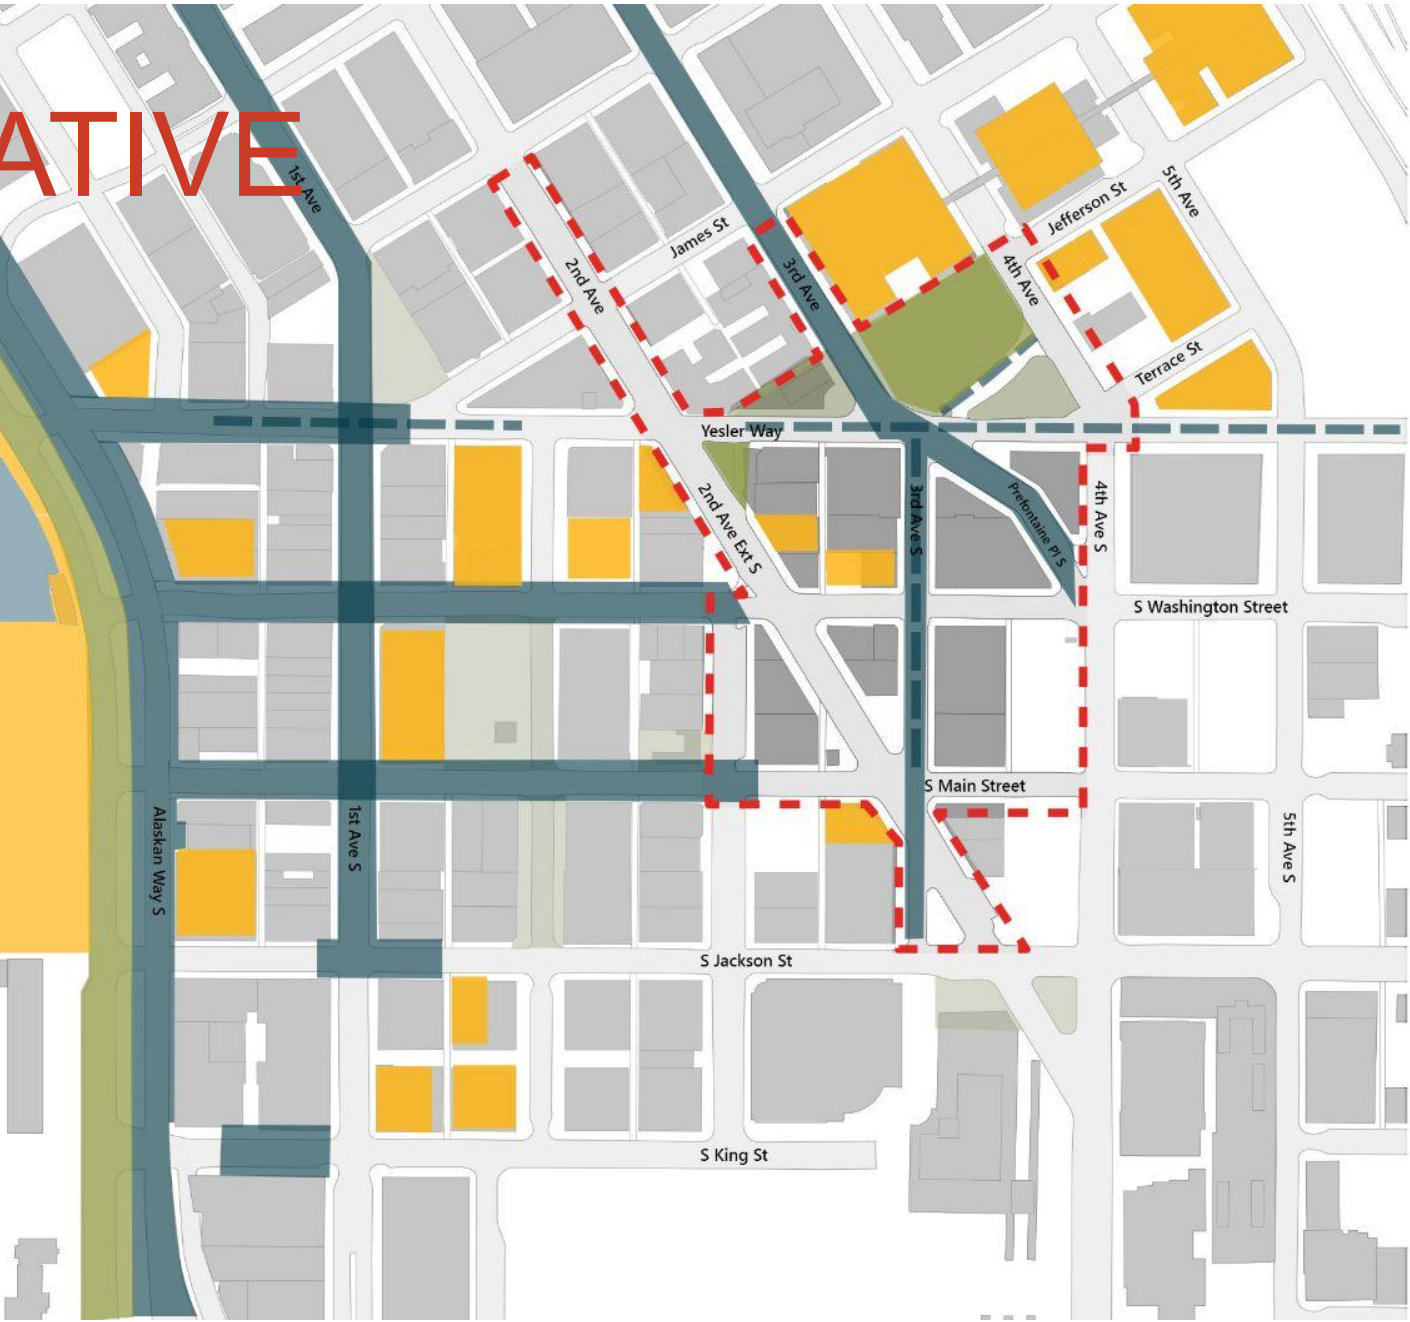 ATIVE
1st Ave
5th Ave
Jefferson St
James St
2nd Ave
3rd Ave
4th Ave
Terrace St
Yesler Way
2nd Ave Ext S
3rd Ave S
Prefontaine Pl S
4th Ave S
S Washington Street
S Main Street
Alaskan Way S
1st Ave S
5th Ave S
S Jackson St
S King St